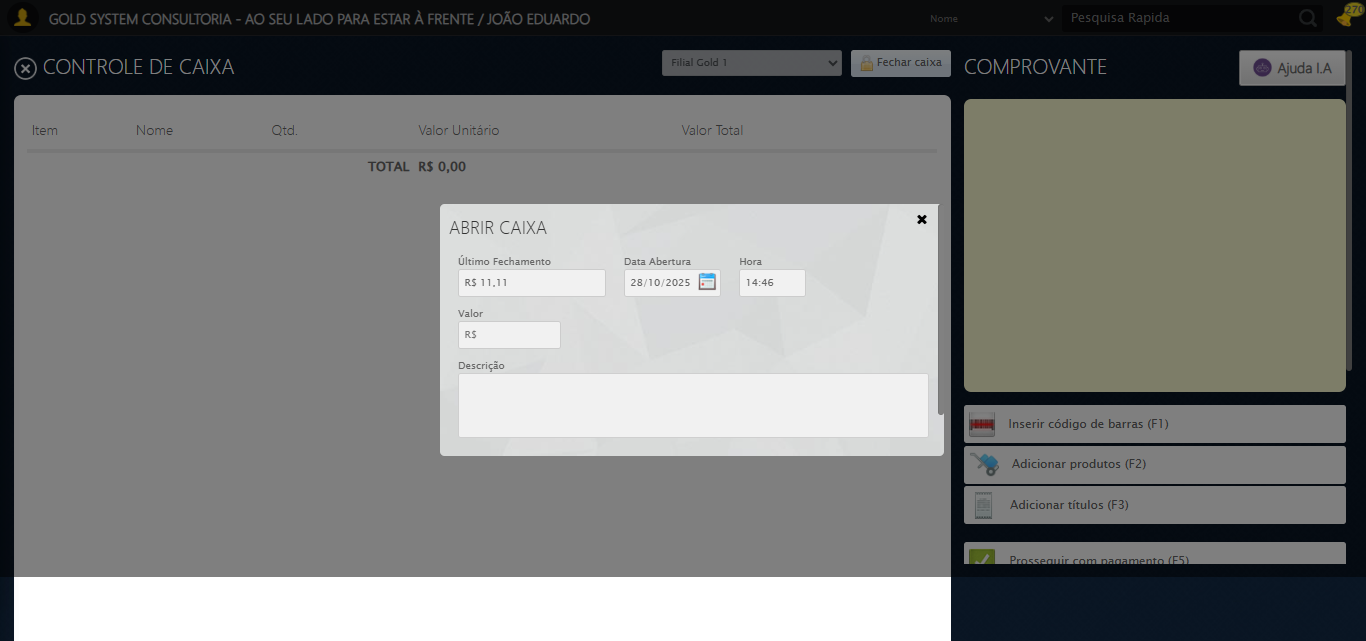 GOLD SYSTEM CONSULTORIA - AO SEU LADO PARA ESTAR À FRENTE / JOÃO EDUARDO
Nome
Pesquisa Rapida
270
CONTROLE DE CAIXA
Filial Gold 1
Fechar caixa
COMPROVANTE
Ajuda I.A
Item Nome Qtd. Valor Unitário Valor Total
TOTAL R$ 0,00
ABRIR CAIXA
Último Fechamento Data Abertura Hora
R$ 11,11 28/10/2025 14:46
Valor
R$
Descrição
Inserir código de barras (F1)
Adicionar produtos (F2)
Adicionar títulos (F3)
Prosseguir com pagamento (F5)